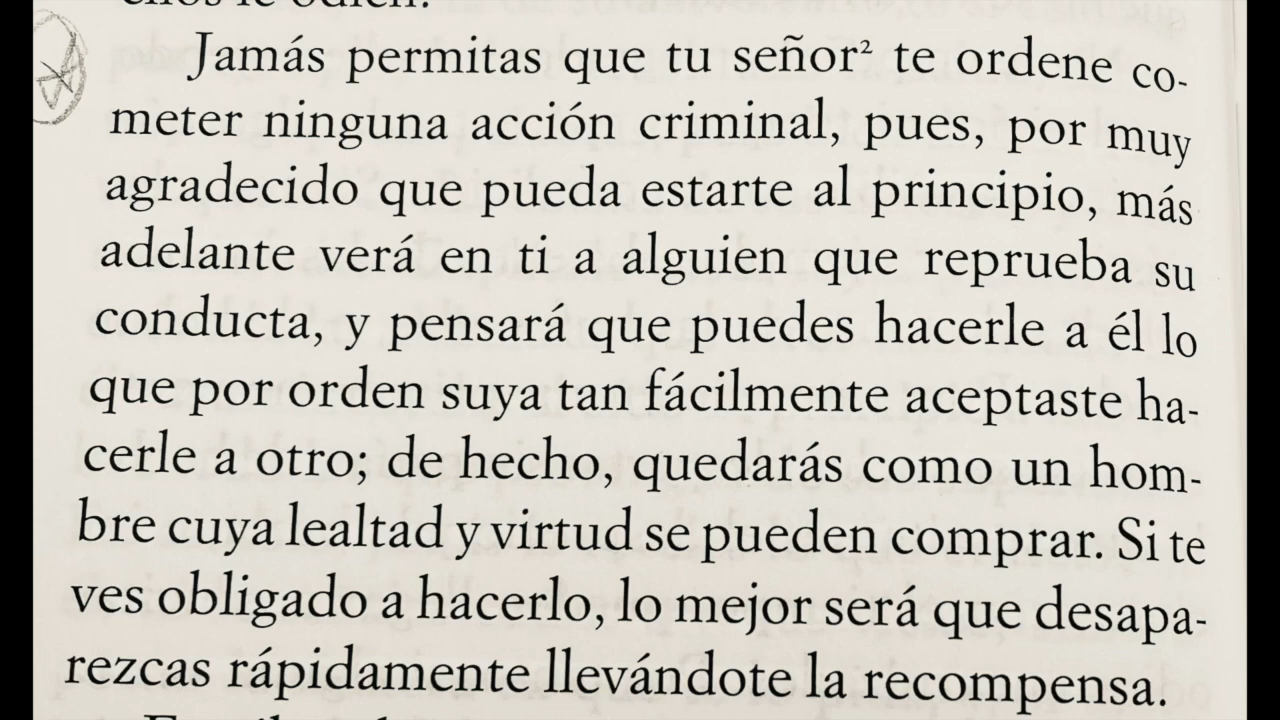 Jamás permitas que tu señor² te ordene co-
meter ninguna acción criminal, pues, por muy
agradecido que pueda estarte al principio, más
adelante verá en ti a alguien que reprueba su
conducta, y pensará que puedes hacerle a él lo
que por orden suya tan fácilmente aceptaste ha-
cerle a otro; de hecho, quedarás como un hom-
bre cuya lealtad y virtud se pueden comprar. Si te
ves obligado a hacerlo, lo mejor será que desapa-
rezcas rápidamente llevándote la recompensa.